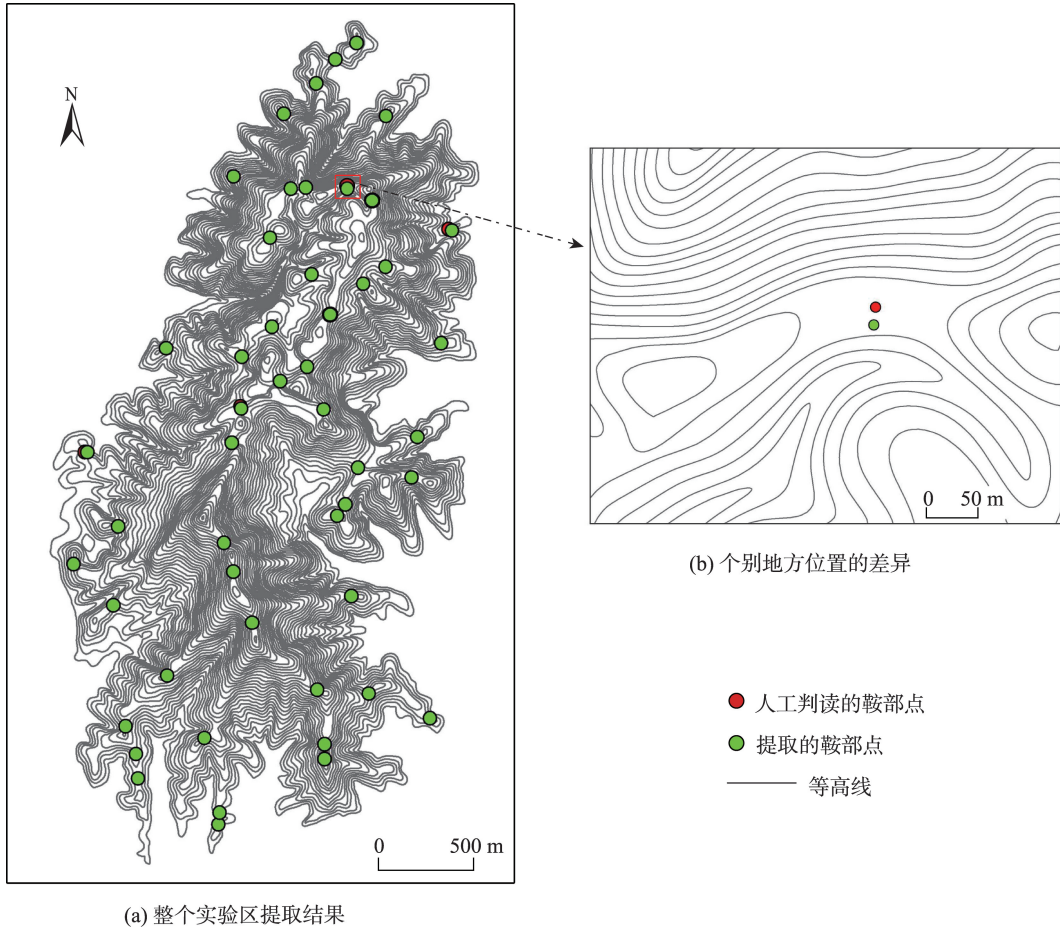 N
0 500 m
(a) 整个实验区提取结果
0 50 m
(b) 个别地方位置的差异
人工判读的鞍部点
提取的鞍部点
等高线